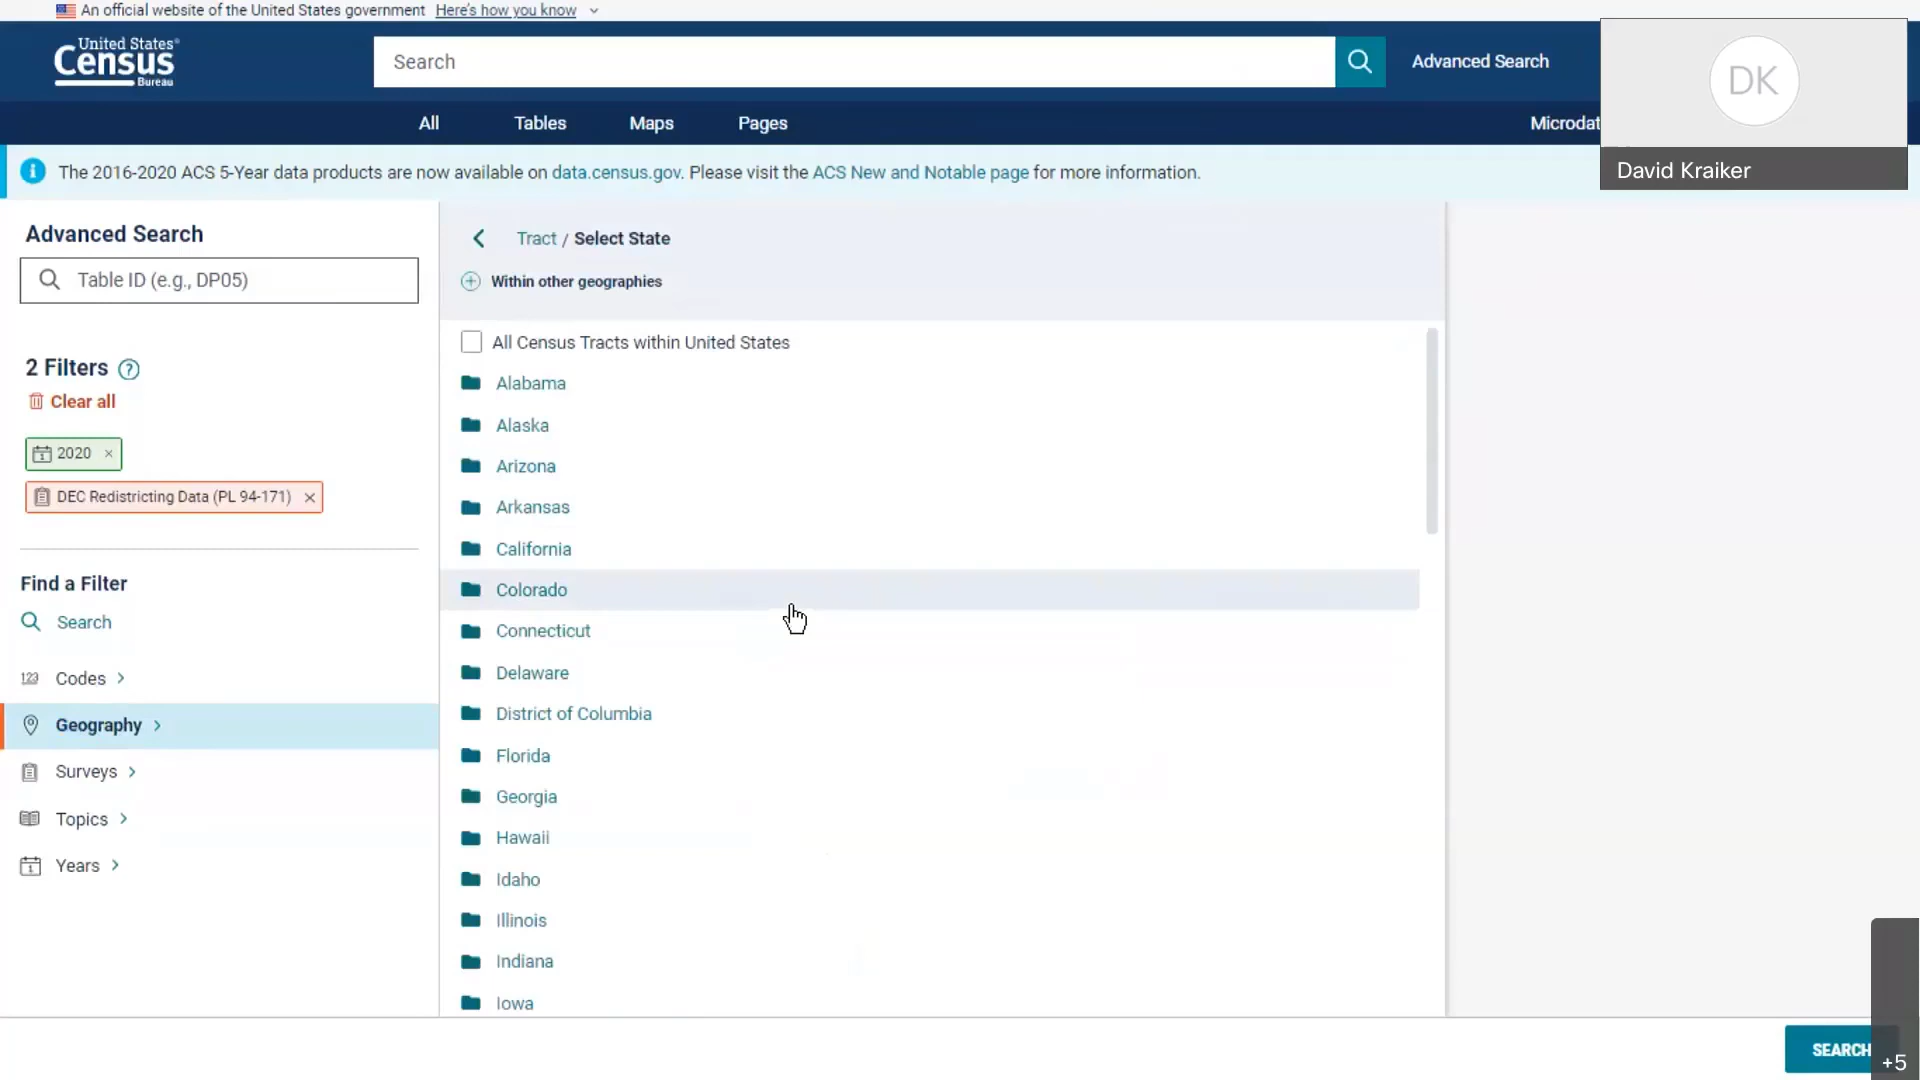 An official website of the United States government Here's how you know
United States®
Census
Bureau
Search
Advanced Search
DK
David Kraiker
All
Tables
Maps
Pages
The 2016-2020 ACS 5-Year data products are now available on data.census.gov. Please visit the ACS New and Notable page for more information.
Advanced Search
Table ID (e.g., DP05)
2 Filters
Clear all
2020 ×
DEC Redistricting Data (PL 94-171) ×
Find a Filter
Search
123 Codes
Geography
Surveys
Topics
Years
Tract / Select State
Within other geographies
All Census Tracts within United States
Alabama
Alaska
Arizona
Arkansas
California
Colorado
Connecticut
Delaware
District of Columbia
Florida
Georgia
Hawaii
Idaho
Illinois
Indiana
Iowa
SEARCH
+5